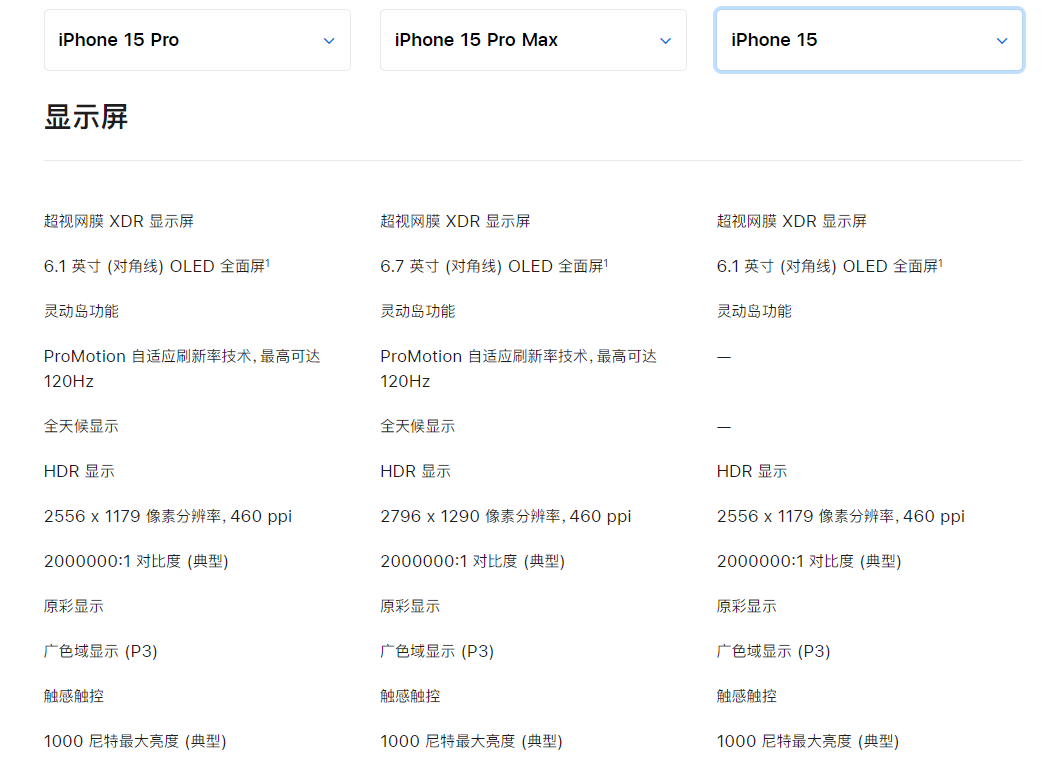 iPhone 15 Pro
iPhone 15 Pro Max
iPhone 15
显示屏
超视网膜 XDR 显示屏
超视网膜 XDR 显示屏
超视网膜 XDR 显示屏
6.1 英寸 (对角线) OLED 全面屏¹
6.7 英寸 (对角线) OLED 全面屏¹
6.1 英寸 (对角线) OLED 全面屏¹
灵动岛功能
灵动岛功能
灵动岛功能
ProMotion 自适应刷新率技术, 最高可达
120Hz
ProMotion 自适应刷新率技术, 最高可达
120Hz
—
全天候显示
全天候显示
—
HDR 显示
HDR 显示
HDR 显示
2556 x 1179 像素分辨率, 460 ppi
2796 x 1290 像素分辨率, 460 ppi
2556 x 1179 像素分辨率, 460 ppi
2000000:1 对比度 (典型)
2000000:1 对比度 (典型)
2000000:1 对比度 (典型)
原彩显示
原彩显示
原彩显示
广色域显示 (P3)
广色域显示 (P3)
广色域显示 (P3)
触感触控
触感触控
触感触控
1000 尼特最大亮度 (典型)
1000 尼特最大亮度 (典型)
1000 尼特最大亮度 (典型)